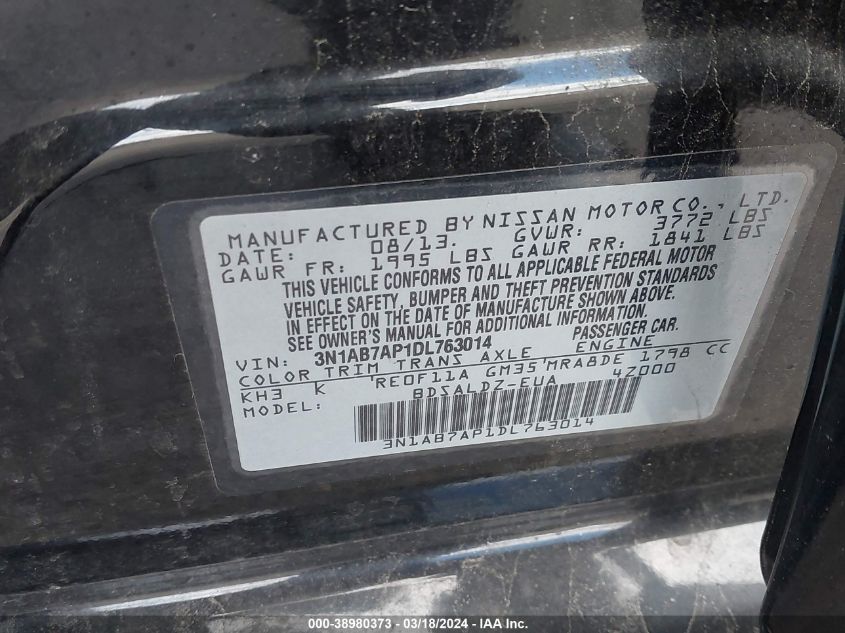 MANUFACTURED BY NISSAN MOTOR CO., LTD.
DATE: 08/13. GVWR: 3772 LBS
GAWR FR: 1995 LBS GAWR RR: 1841 LBS
THIS VEHICLE CONFORMS TO ALL APPLICABLE FEDERAL MOTOR
VEHICLE SAFETY, BUMPER AND THEFT PREVENTION STANDARDS
IN EFFECT ON THE DATE OF MANUFACTURE SHOWN ABOVE.
SEE OWNER'S MANUAL FOR ADDITIONAL INFORMATION.
VIN: 3N1AB7AP1DL763014 PASSENGER CAR.
COLOR TRIM TRANS AXLE ENGINE
KH3 K RE0F11A GM35 MRA8DE 1798 CC
MODEL: BDSALDZ-EUA 4Z000
3N1AB7AP1DL763014
000-38980373 - 03/18/2024 - IAA Inc.